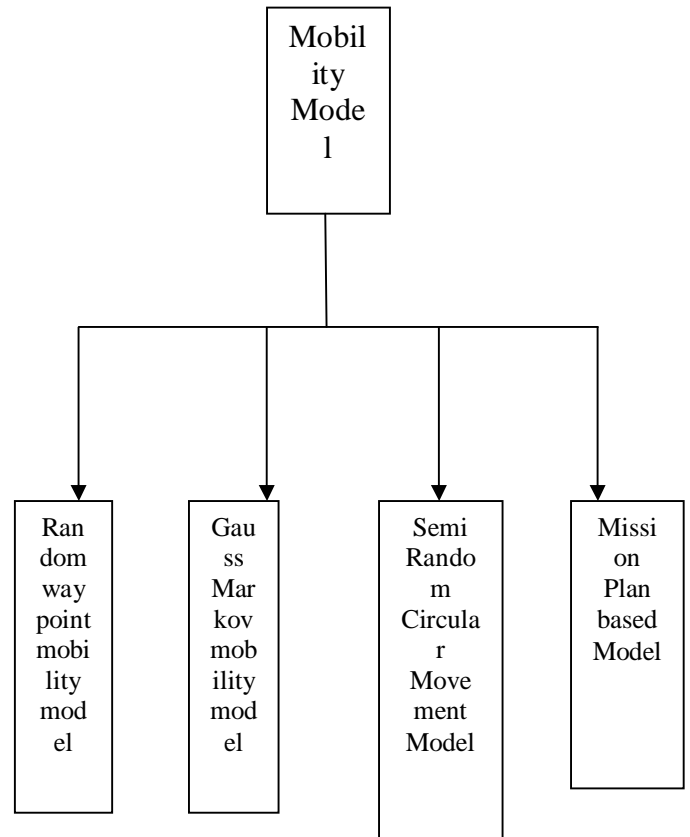 Mobil
ity
Mode
l
Ran
dom
way
point
mobi
lity
mod
el
Gau
ss
Mar
kov
mob
ility
mod
el
Semi
Rando
m
Circula
r
Move
ment
Model
Missi
on
Plan
based
Model